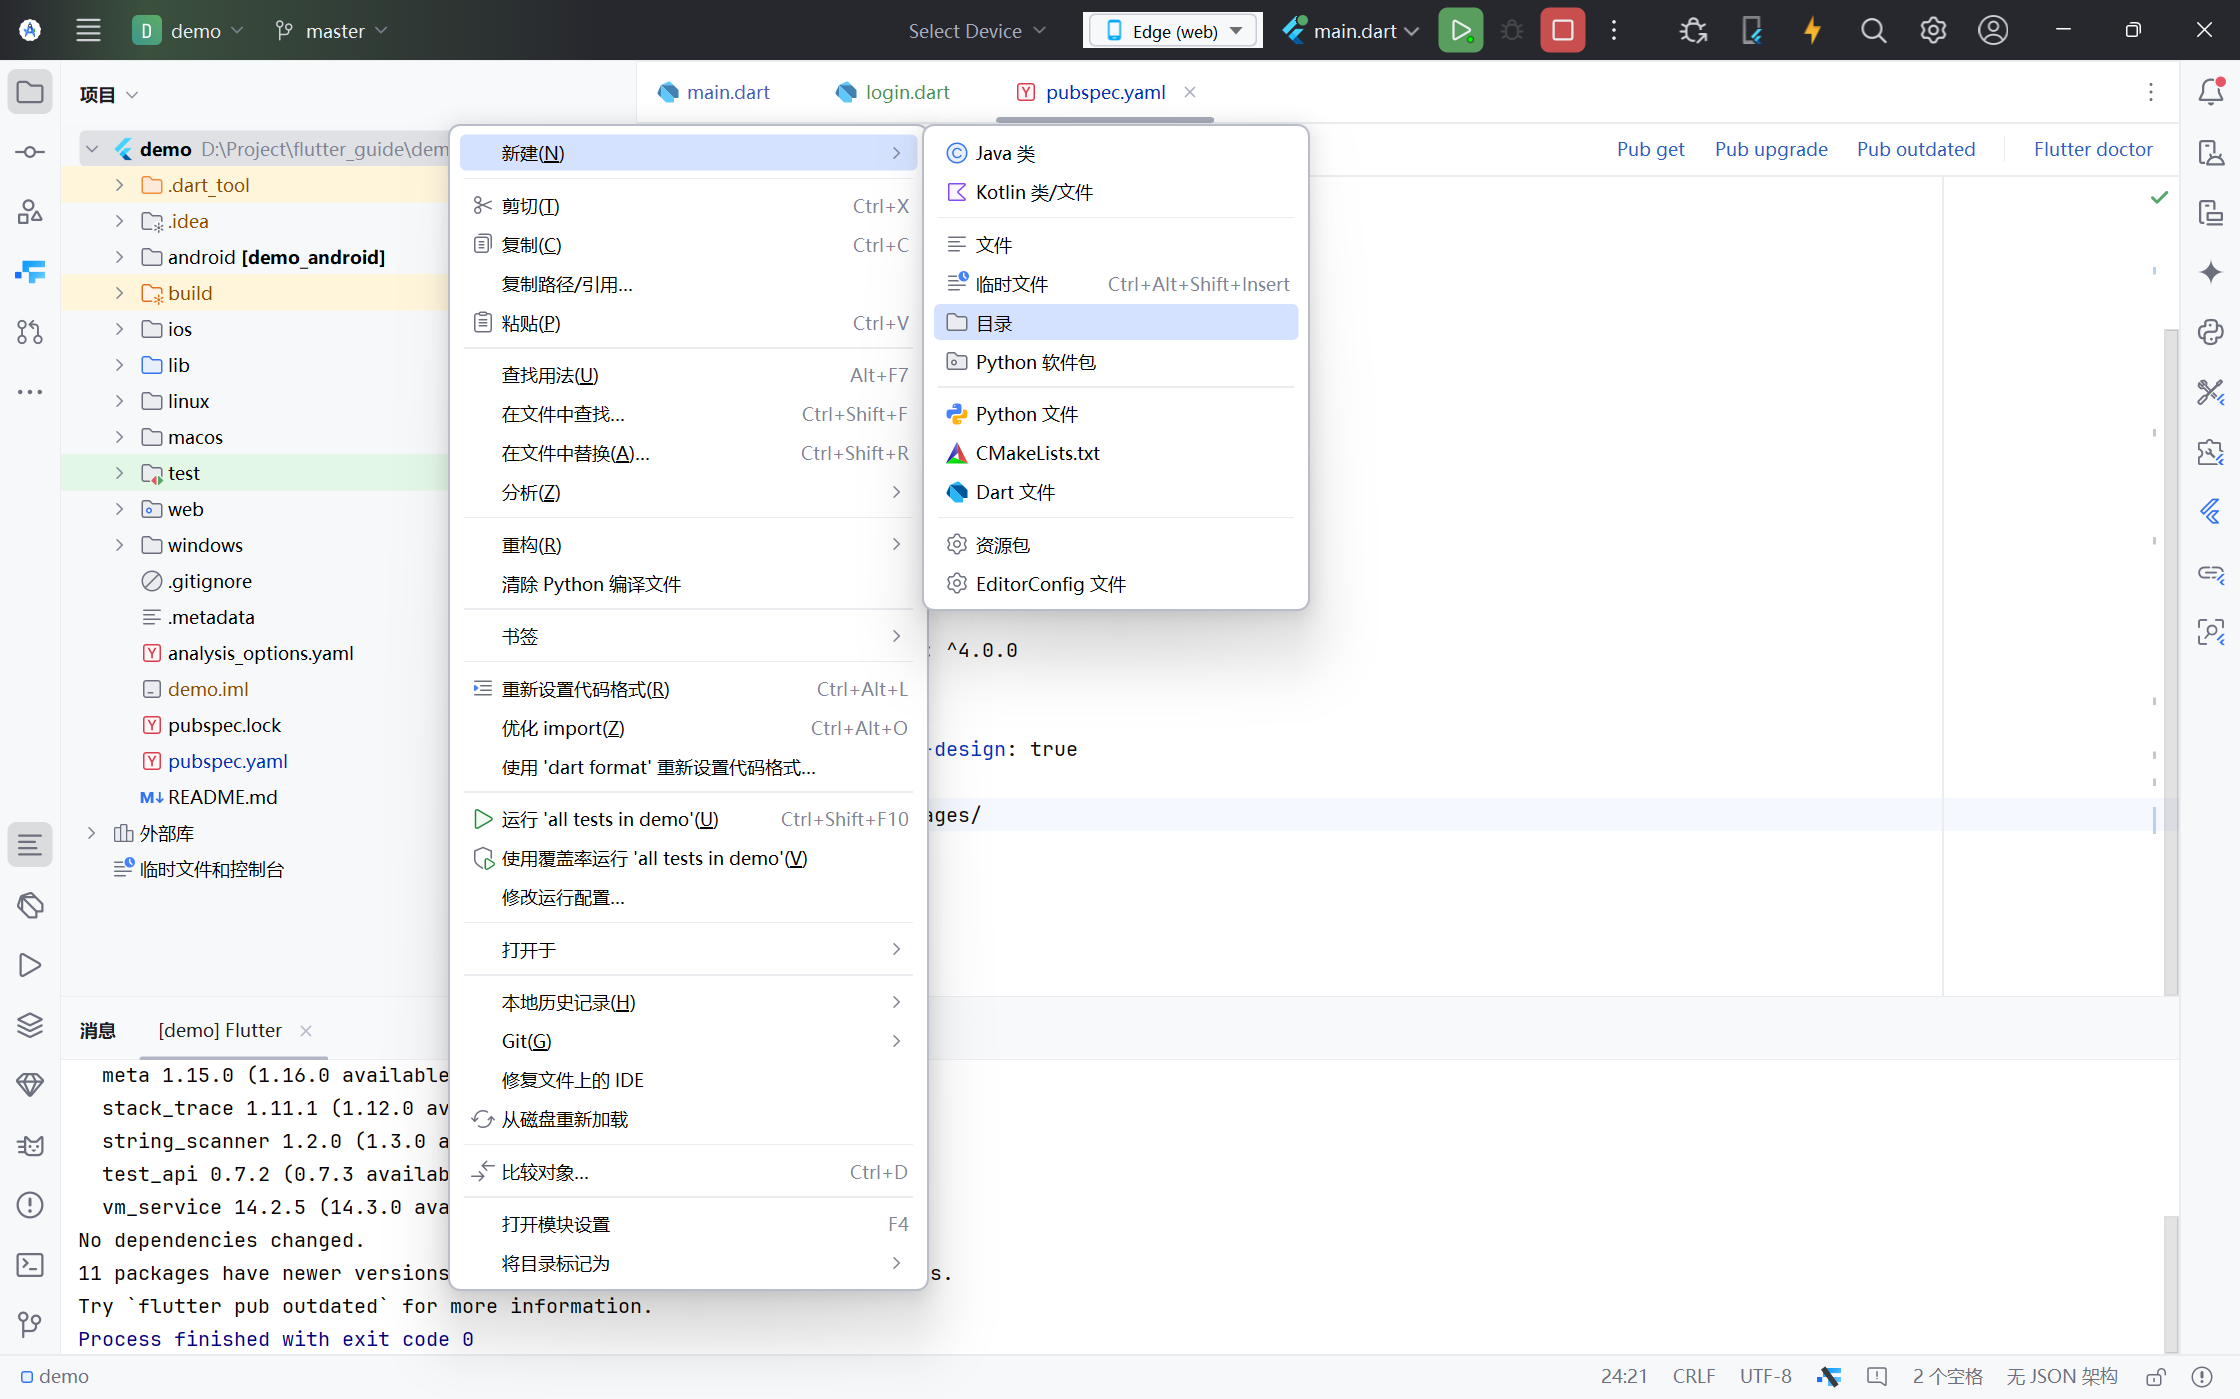 D demo master Select Device Edge (web) main.dart
项目
main.dart login.dart pubspec.yaml
Pub get Pub upgrade Pub outdated Flutter doctor
demo D:\Project\flutter_guide\dem
.dart_tool
.idea
android [demo_android]
build
ios
lib
linux
macos
test
web
windows
.gitignore
.metadata
analysis_options.yaml
demo.iml
pubspec.lock
pubspec.yaml
README.md
外部库
临时文件和控制台
新建(N)
剪切(T) Ctrl+X
复制(C) Ctrl+C
复制路径/引用...
粘贴(P) Ctrl+V
查找用法(U) Alt+F7
在文件中查找... Ctrl+Shift+F
在文件中替换(A)... Ctrl+Shift+R
分析(Z)
重构(R)
清除 Python 编译文件
书签
重新设置代码格式(R) Ctrl+Alt+L
优化 import(Z) Ctrl+Alt+O
使用 'dart format' 重新设置代码格式...
运行 'all tests in demo'(U) Ctrl+Shift+F10
使用覆盖率运行 'all tests in demo'(V)
修改运行配置...
打开于
本地历史记录(H)
Git(G)
修复文件上的 IDE
从磁盘重新加载
比较对象... Ctrl+D
打开模块设置 F4
将目录标记为
Java 类
Kotlin 类/文件
文件
临时文件 Ctrl+Alt+Shift+Insert
目录
Python 软件包
Python 文件
CMakeLists.txt
Dart 文件
资源包
EditorConfig 文件
: ^4.0.0
-design: true
ages/
消息 [demo] Flutter
meta 1.15.0 (1.16.0 available
stack_trace 1.11.1 (1.12.0 av
string_scanner 1.2.0 (1.3.0 a
test_api 0.7.2 (0.7.3 availab
vm_service 14.2.5 (14.3.0 ava
No dependencies changed.
11 packages have newer versions s.
Try `flutter pub outdated` for more information.
Process finished with exit code 0
demo 24:21 CRLF UTF-8 2 个空格 无 JSON 架构